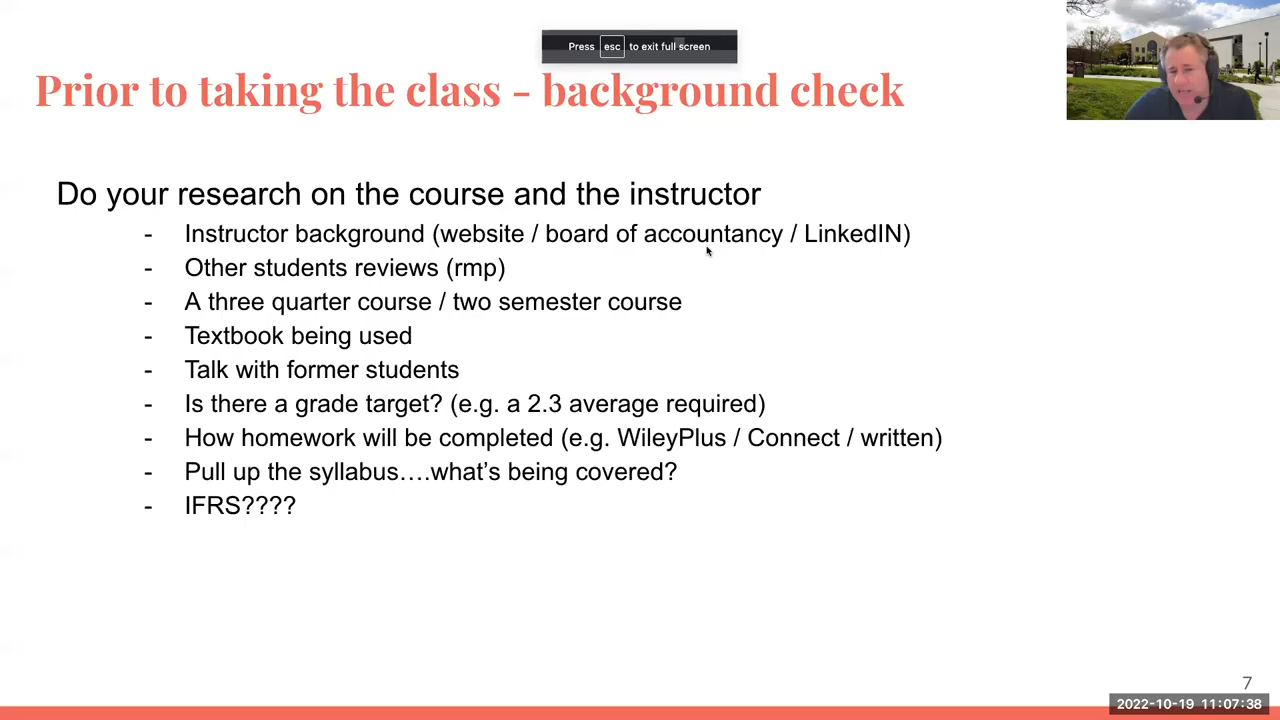 Press esc to exit full screen
Prior to taking the class - background check
Do your research on the course and the instructor
- Instructor background (website / board of accountancy / LinkedIN)
- Other students reviews (rmp)
- A three quarter course / two semester course
- Textbook being used
- Talk with former students
- Is there a grade target? (e.g. a 2.3 average required)
- How homework will be completed (e.g. WileyPlus / Connect / written)
- Pull up the syllabus….what’s being covered?
- IFRS????
7
2022-10-19 11:07:38